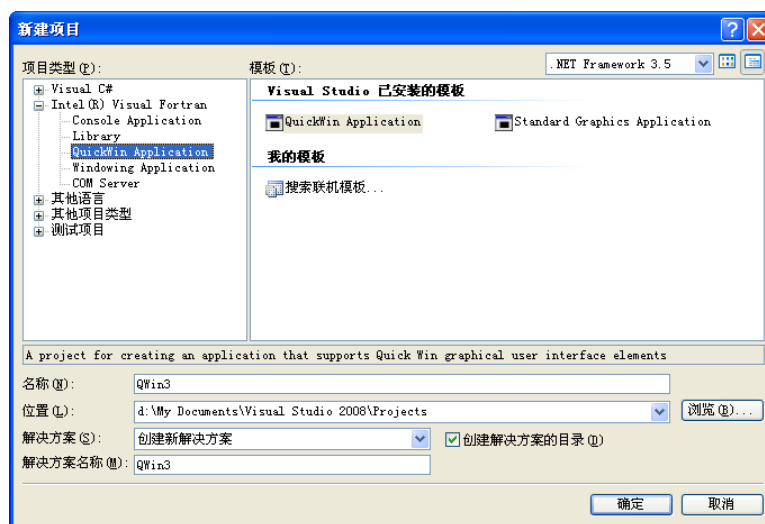 新建项目
项目类型(P):
模板(T):
.NET Framework 3.5
Visual C#
Intel(R) Visual Fortran
Console Application
Library
QuickWin Application
Windowing Application
COM Server
其他语言
其他项目类型
测试项目
Visual Studio 已安装的模板
QuickWin Application
Standard Graphics Application
我的模板
搜索联机模板...
A project for creating an application that supports Quick Win graphical user interface elements
名称(N):
QWin3
位置(L):
d:\My Documents\Visual Studio 2008\Projects
浏览(B)...
解决方案(S):
创建新解决方案
创建解决方案的目录(D)
解决方案名称(M):
QWin3
确定
取消